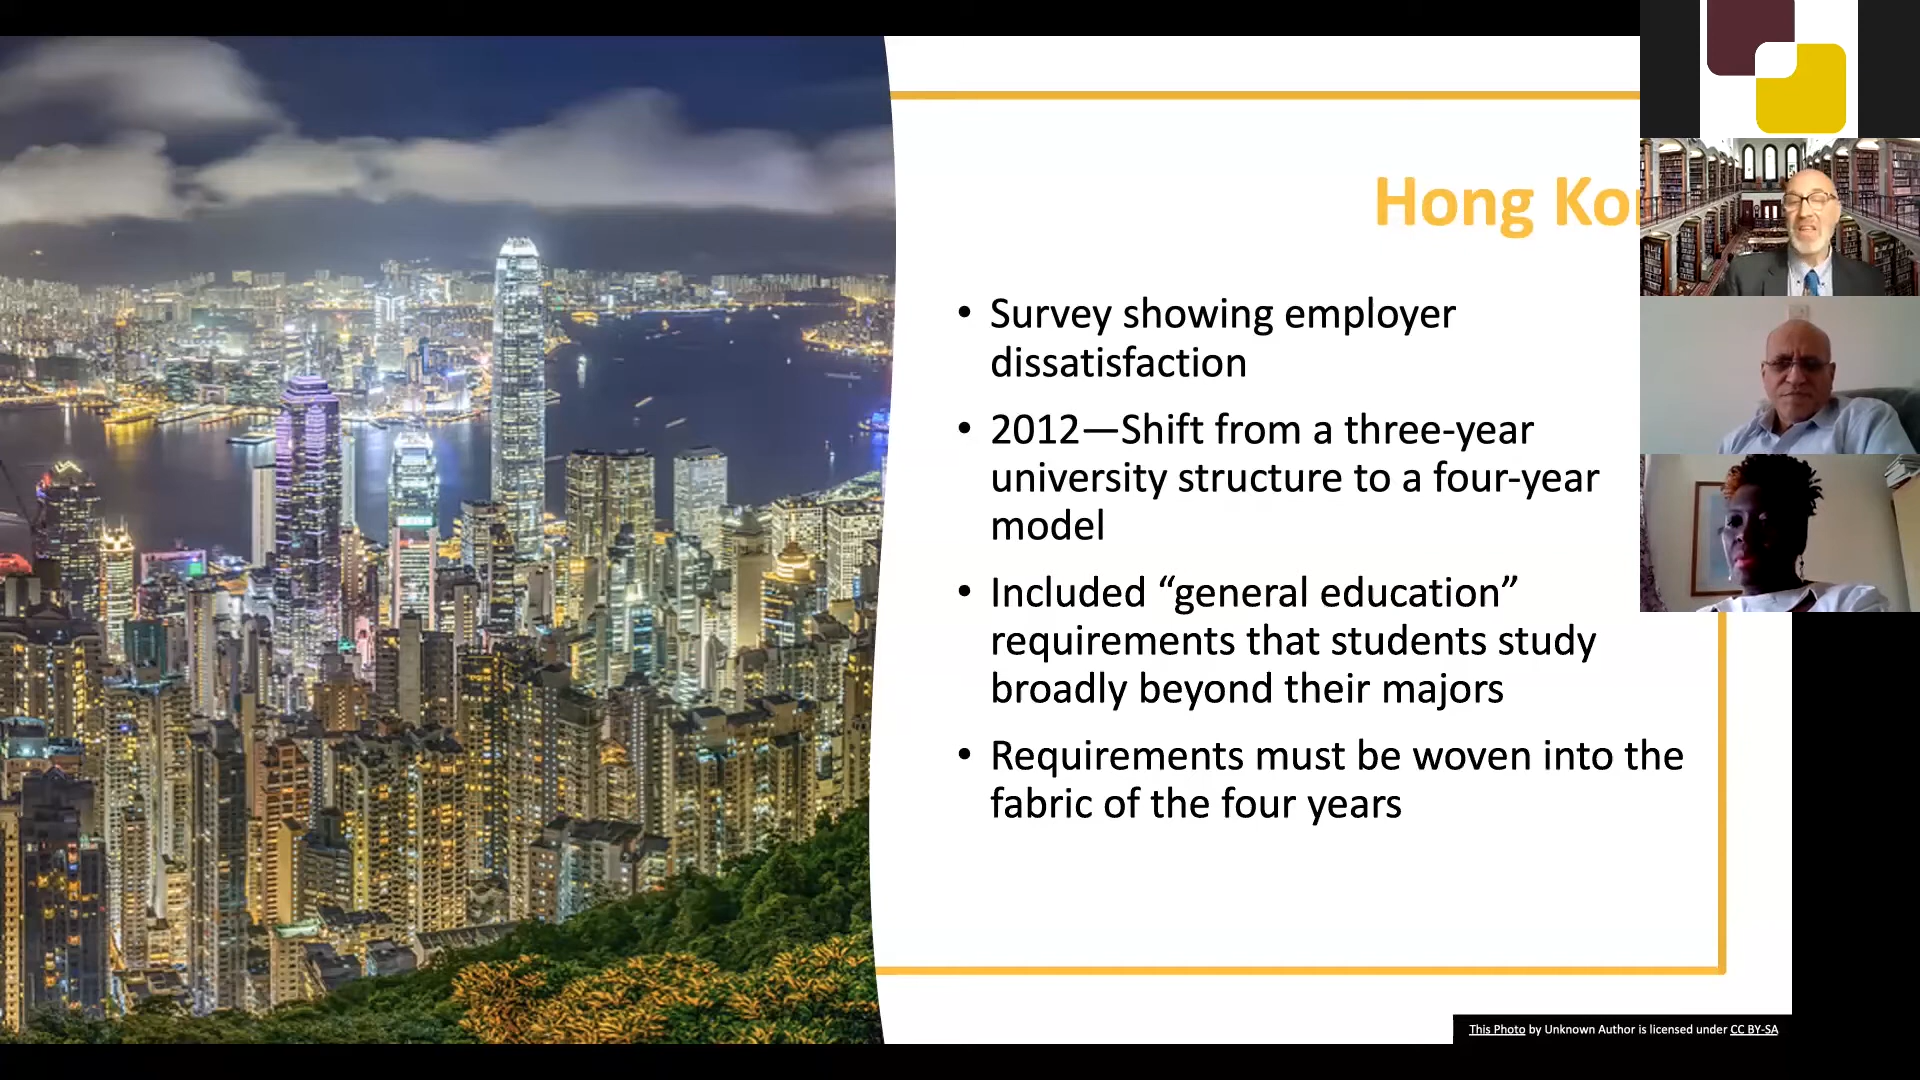 Hong Ko
• Survey showing employer
dissatisfaction
• 2012—Shift from a three-year
university structure to a four-year
model
• Included “general education”
requirements that students study
broadly beyond their majors
• Requirements must be woven into the
fabric of the four years
This Photo by Unknown Author is licensed under CC BY-SA